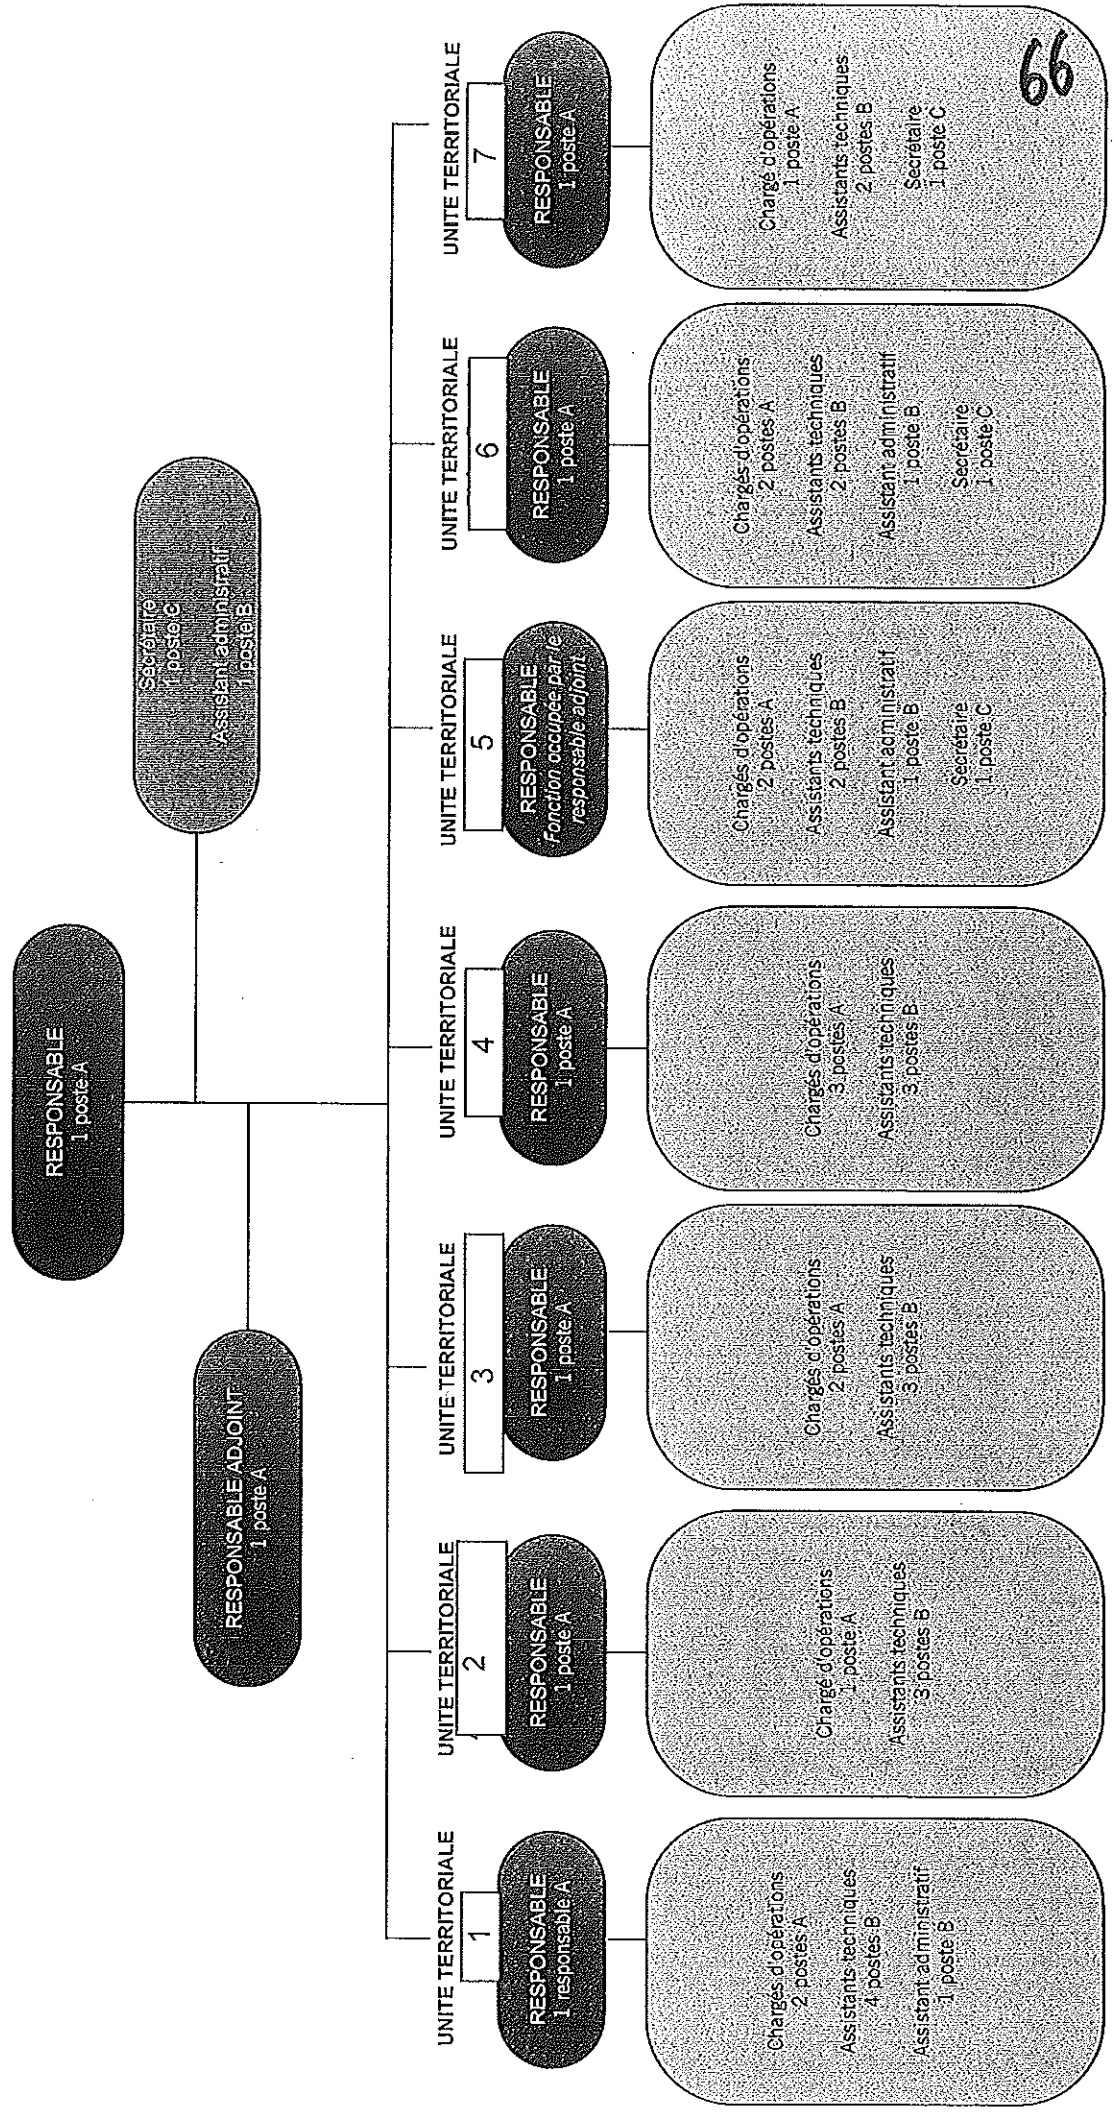 RESPONSABLE
1 poste A
Secrétaire
1 poste C
Assistant administratif
1 poste B
RESPONSABLE ADJOINT
1 poste A
UNITE TERRITORIALE
1
RESPONSABLE
1 responsable A
Chargés d'opérations
2 postes A
Assistants techniques
4 postes B
Assistant administratif
1 poste B
UNITE TERRITORIALE
2
RESPONSABLE
1 poste A
Chargé d'opérations
1 poste A
Assistants techniques
3 postes B
UNITE TERRITORIALE
3
RESPONSABLE
1 poste A
Chargés d'opérations
2 postes A
Assistants techniques
3 postes B
UNITE TERRITORIALE
4
RESPONSABLE
1 poste A
Chargés d'opérations
3 postes A
Assistants techniques
3 postes B
UNITE TERRITORIALE
5
RESPONSABLE
Fonction occupée par le
responsable adjoint
Chargés d'opérations
2 postes A
Assistants techniques
2 postes B
Assistant administratif
1 poste B
Secrétaire
1 poste C
UNITE TERRITORIALE
6
RESPONSABLE
1 poste A
Chargés d'opérations
2 postes A
Assistants techniques
2 postes B
Assistant administratif
1 poste B
Secrétaire
1 poste C
UNITE TERRITORIALE
7
RESPONSABLE
1 poste A
Chargé d'opérations
1 poste A
Assistants techniques
2 postes B
Secrétaire
1 poste C
66